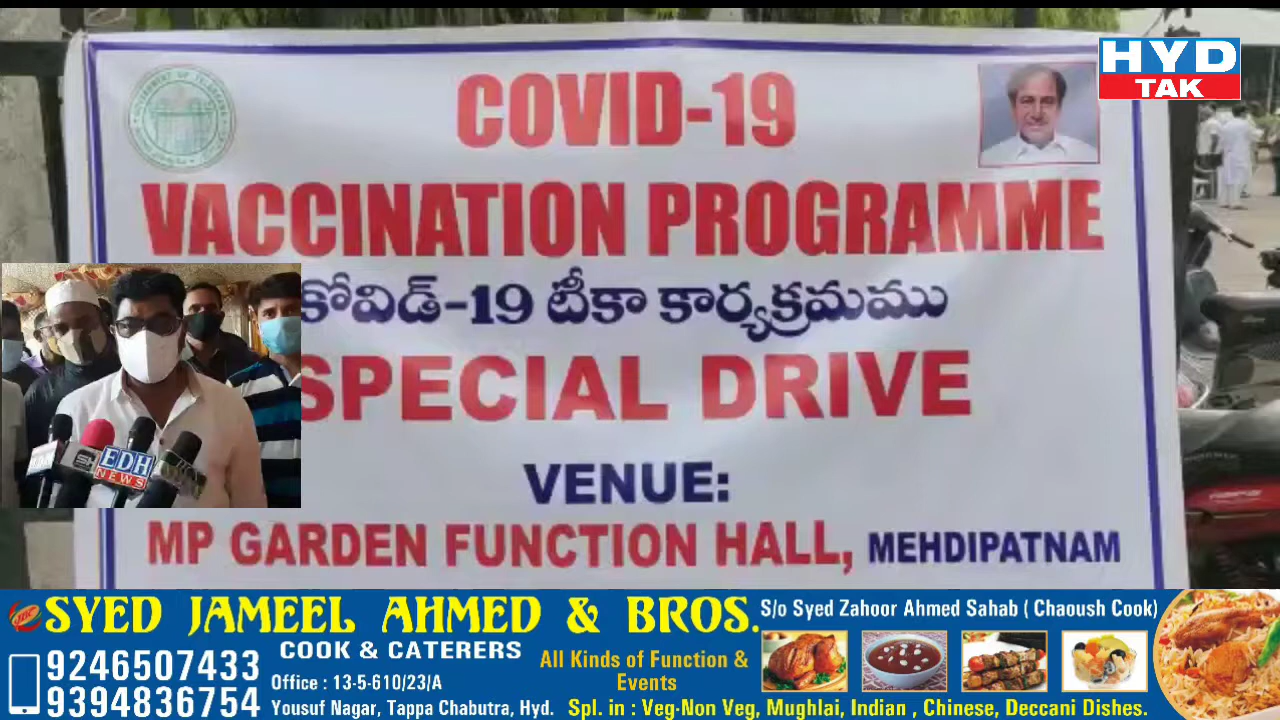 HYD
TAK
COVID-19
VACCINATION PROGRAMME
కోవిడ్-19 టీకా కార్యక్రమము
SPECIAL DRIVE
VENUE:
MP GARDEN FUNCTION HALL, MEHDIPATNAM
EDH
NEWS
SYED JAMEEL AHMED & BROS. S/o Syed Zahoor Ahmed Sahab ( Chaoush Cook)
COOK & CATERERS
9246507433
9394836754
Office : 13-5-610/23/A
Yousuf Nagar, Tappa Chabutra, Hyd.
All Kinds of Function &
Events
Spl. in : Veg-Non Veg, Mughlai, Indian , Chinese, Deccani Dishes.